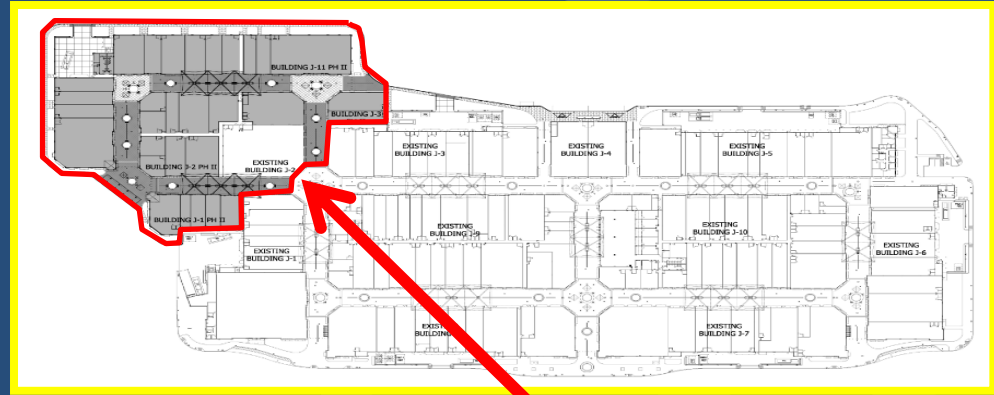 BUILDING J-11 PH II
BUILDING J-3
EXISTING
BUILDING J-3
EXISTING
BUILDING J-4
EXISTING
BUILDING J-5
BUILDING J-2 PH II
EXISTING
BUILDING J-2
BUILDING J-1 PH II
EXISTING
BUILDING J-1
EXISTING
BUILDING J-9
EXISTING
BUILDING J-10
EXISTING
BUILDING J-6
EXISTING
BUILDING
EXISTING
BUILDING J-7